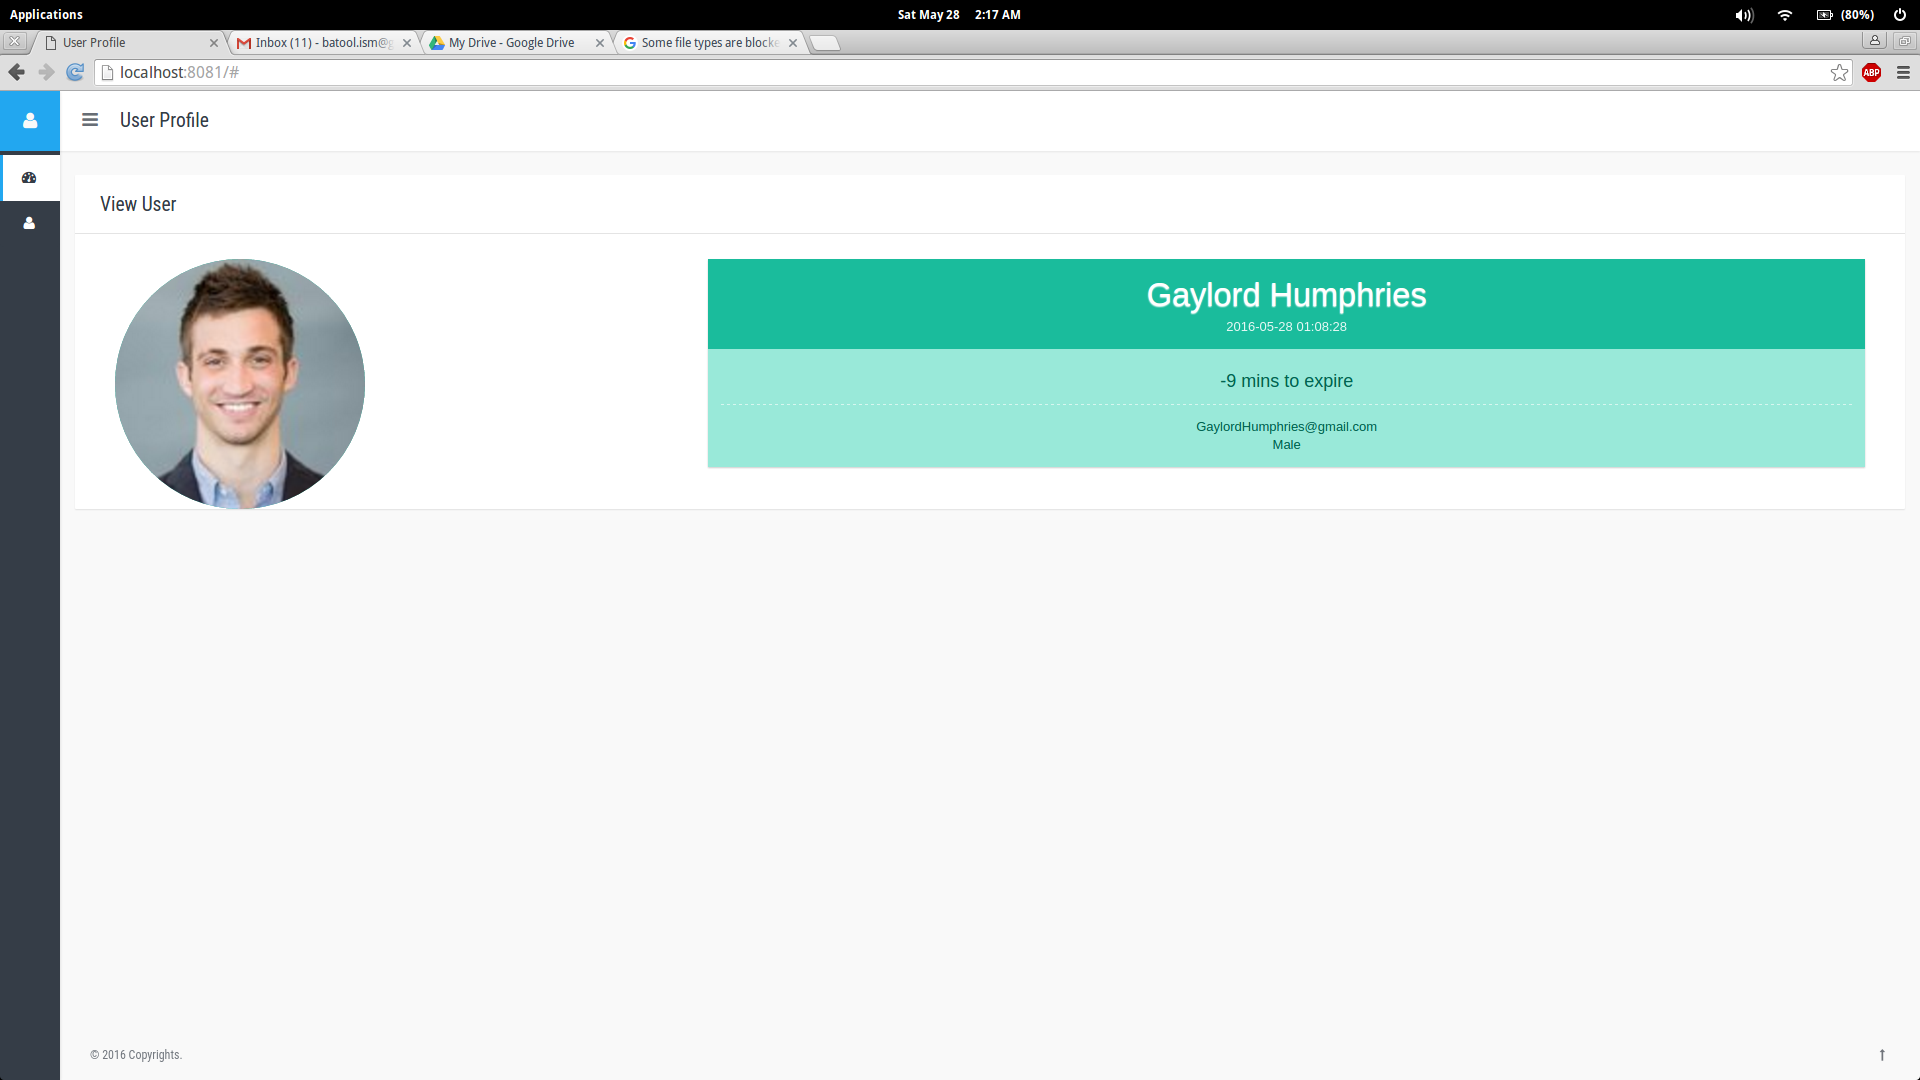 Applications
Sat May 28 2:17 AM
(80%)
User Profile
Inbox (11) - batool.ism@g
My Drive - Google Drive
Some file types are blocke
localhost:8081/#
ABP
User Profile
View User
Gaylord Humphries
2016-05-28 01:08:28
-9 mins to expire
GaylordHumphries@gmail.com
Male
© 2016 Copyrights.